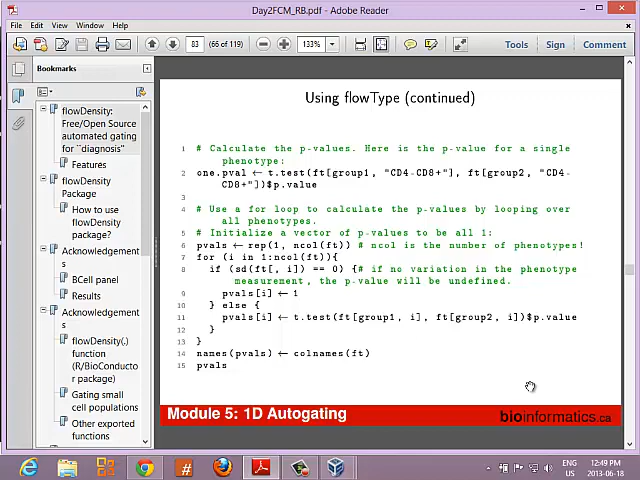 Day2FCM_RB.pdf - Adobe Reader
File Edit View Window Help
83 (66 of 119) 133% Tools Sign Comment
Bookmarks
flowDensity:
Free/Open Source
automated gating
for ``diagnosis''
Features
flowDensity
Package
How to use
flowDensity
package?
Acknowledgement
s
BCell panel
Results
Acknowledgement
s
flowDensity(.)
function
(R/BioConducto
r package)
Gating small
cell populations
Other exported
functions
Using flowType (continued)
1 # Calculate the p-values. Here is the p-value for a single
phenotype:
2 one.pval ← t.test(ft[group1, "CD4-CD8+"], ft[group2, "CD4-
CD8+"])$p.value
3
4 # Use a for loop to calculate the p-values by looping over
all phenotypes.
5 # Initialize a vector of p-values to be all 1:
6 pvals ← rep(1, ncol(ft)) # ncol is the number of phenotypes!
7 for (i in 1:ncol(ft)){
8 if (sd(ft[, i]) == 0) {# if no variation in the phenotype
measurement, the p-value will be undefined.
9 pvals[i] ← 1
10 } else {
11 pvals[i] ← t.test(ft[group1, i], ft[group2, i])$p.value
12 }
13 }
14 names(pvals) ← colnames(ft)
15 pvals
Module 5: 1D Autogating
bioinformatics.ca
ENG 12:49 PM
US 2013-06-18